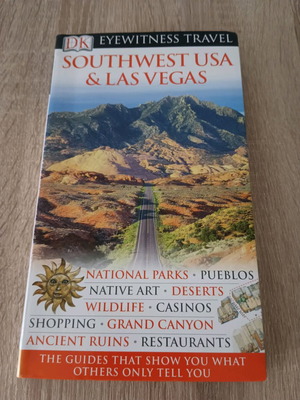 DK EYEWITNESS TRAVEL
SOUTHWEST USA
& LAS VEGAS
NATIONAL PARKS · PUEBLOS
NATIVE ART · DESERTS
WILDLIFE · CASINOS
SHOPPING · GRAND CANYON
ANCIENT RUINS · RESTAURANTS
THE GUIDES THAT SHOW YOU WHAT
OTHERS ONLY TELL YOU